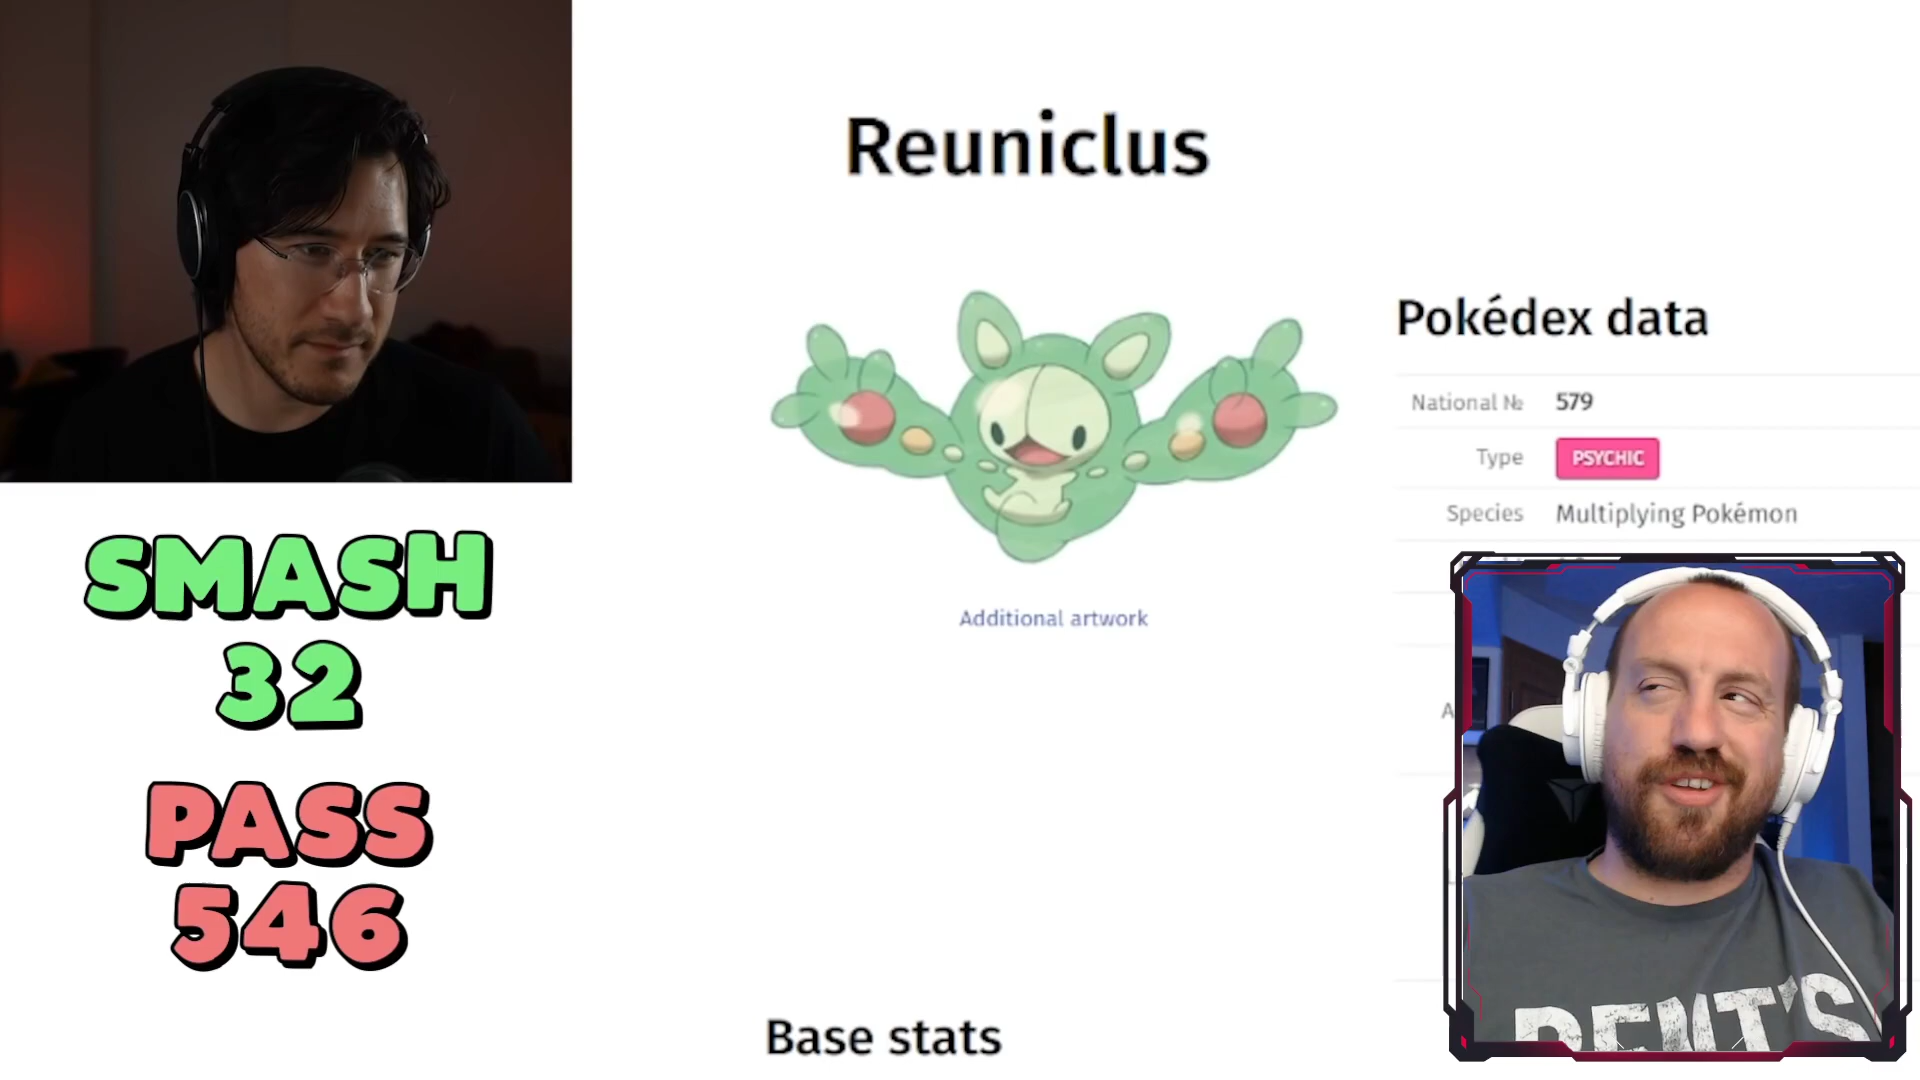 Reuniclus
Pokédex data
National № 579
Type PSYCHIC
Species Multiplying Pokémon
SMASH
32
Additional artwork
PASS
546
Base stats